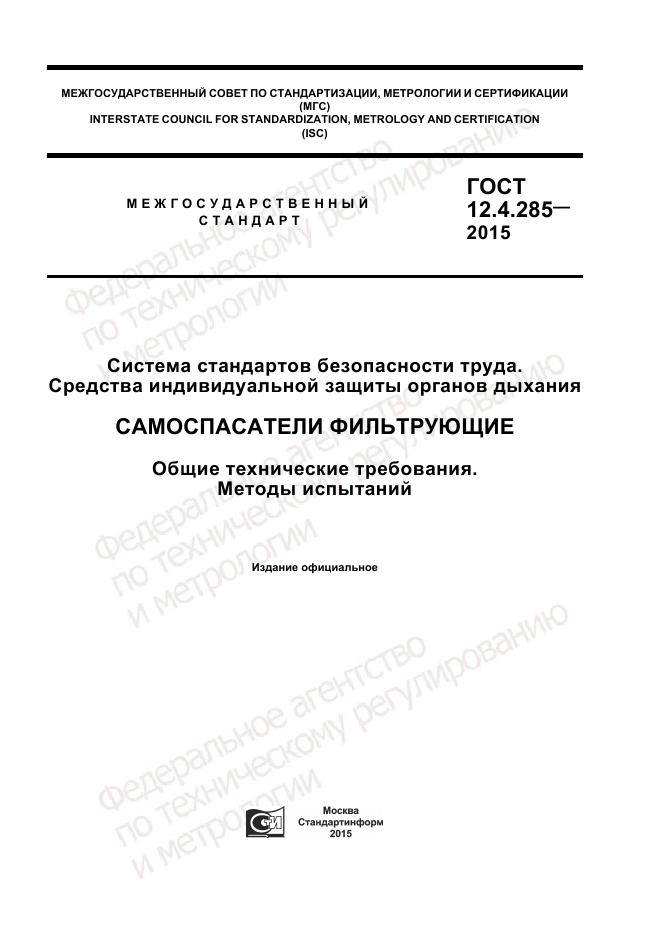 МЕЖГОСУДАРСТВЕННЫЙ СОВЕТ ПО СТАНДАРТИЗАЦИИ, МЕТРОЛОГИИ И СЕРТИФИКАЦИИ
(МГС)
INTERSTATE COUNCIL FOR STANDARDIZATION, METROLOGY AND CERTIFICATION
(ISC)
МЕЖГОСУДАРСТВЕННЫЙ
СТАНДАРТ
ГОСТ
12.4.285—
2015
Система стандартов безопасности труда.
Средства индивидуальной защиты органов дыхания
САМОСПАСАТЕЛИ ФИЛЬТРУЮЩИЕ
Общие технические требования.
Методы испытаний
Издание официальное
Москва
Стандартинформ
2015
Федеральное агентство
по техническому регулированию
и метрологии
Федеральное агентство
по техническому регулированию
и метрологии
Федеральное агентство
по техническому регулированию
и метрологии